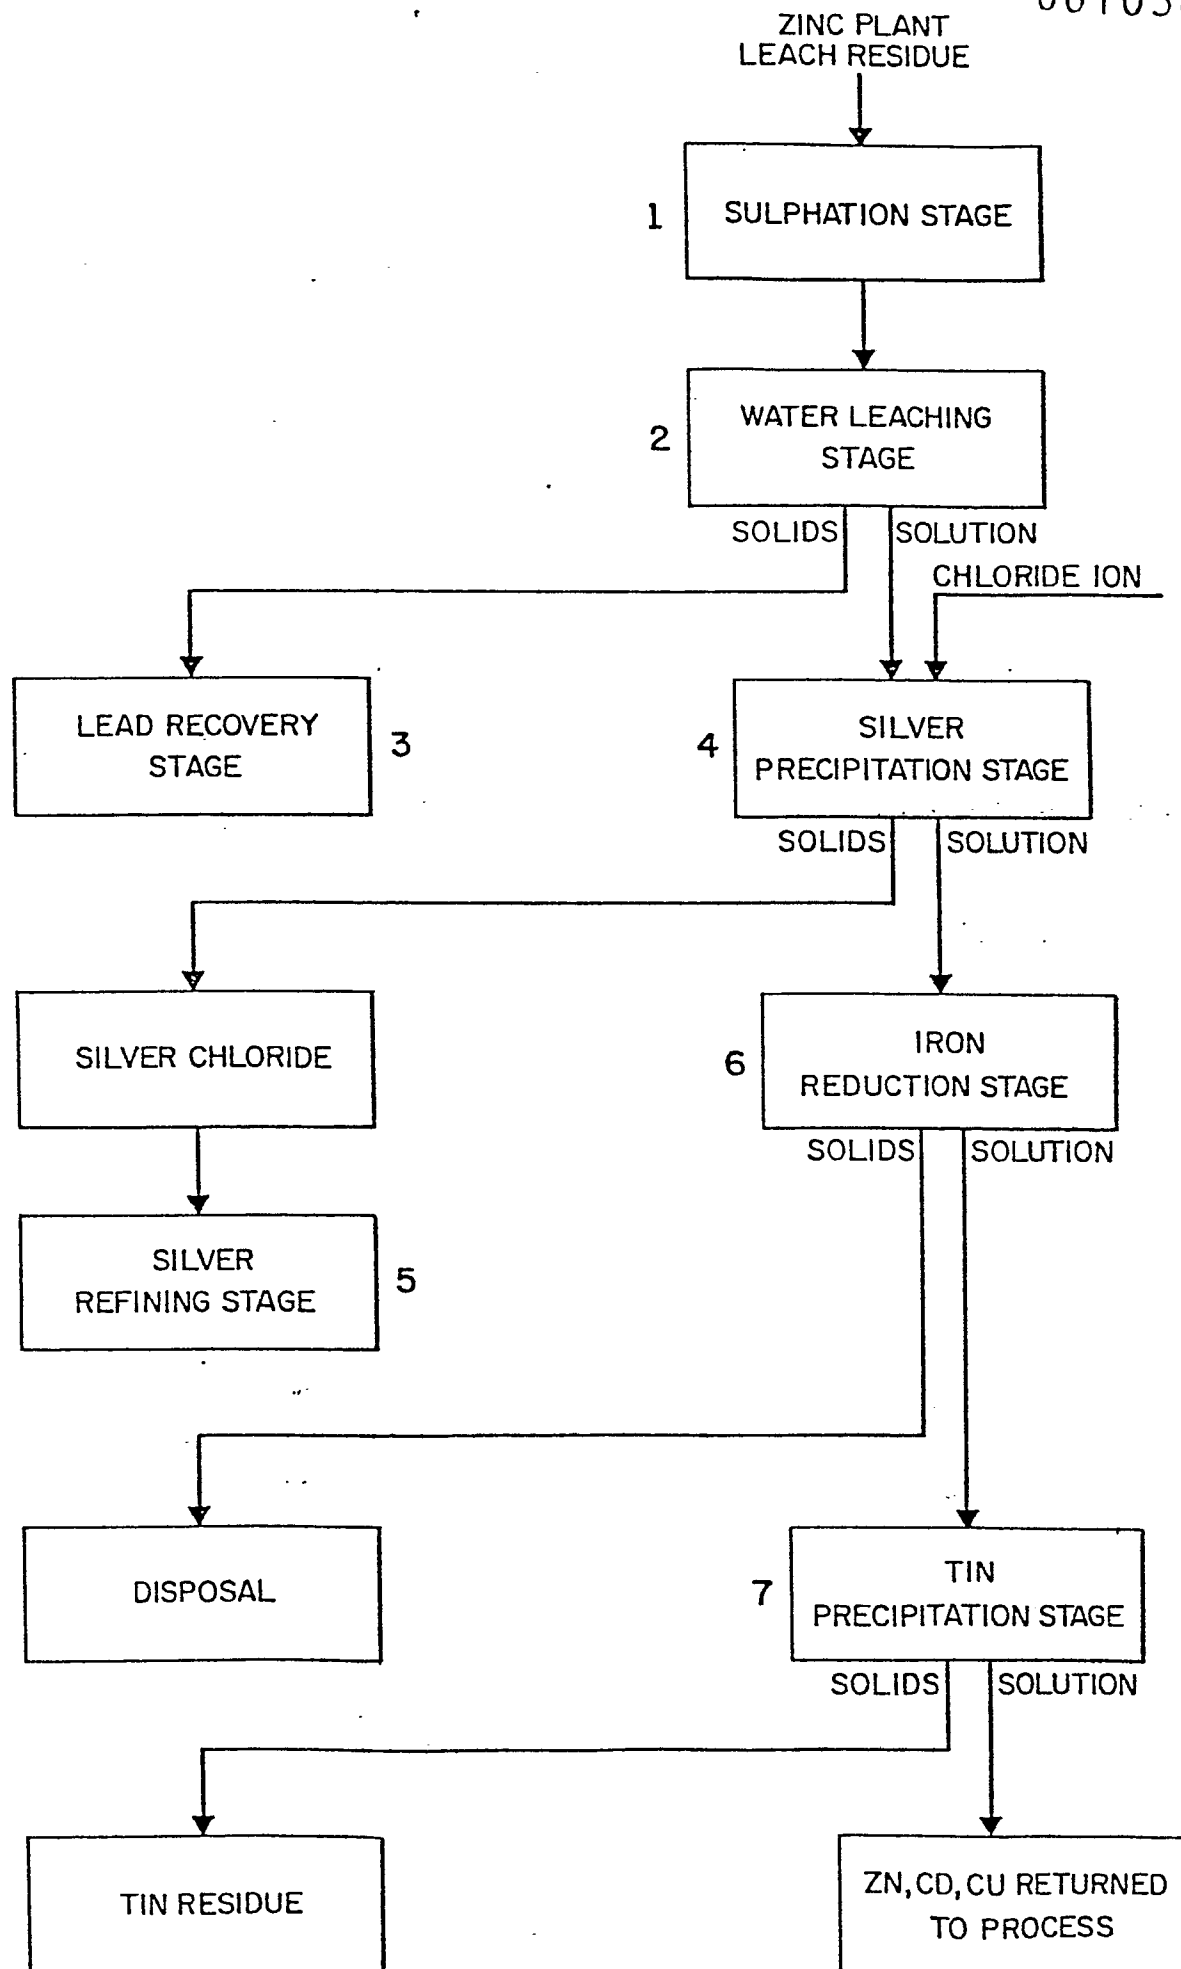 ZINC PLANT
LEACH RESIDUE
1
SULPHATION STAGE
2
WATER LEACHING
STAGE
SOLIDS
SOLUTION
CHLORIDE ION
LEAD RECOVERY
STAGE
3
4
SILVER
PRECIPITATION STAGE
SOLIDS
SOLUTION
SILVER CHLORIDE
6
IRON
REDUCTION STAGE
SOLIDS
SOLUTION
SILVER
REFINING STAGE
5
DISPOSAL
7
TIN
PRECIPITATION STAGE
SOLIDS
SOLUTION
TIN RESIDUE
ZN, CD, CU RETURNED
TO PROCESS